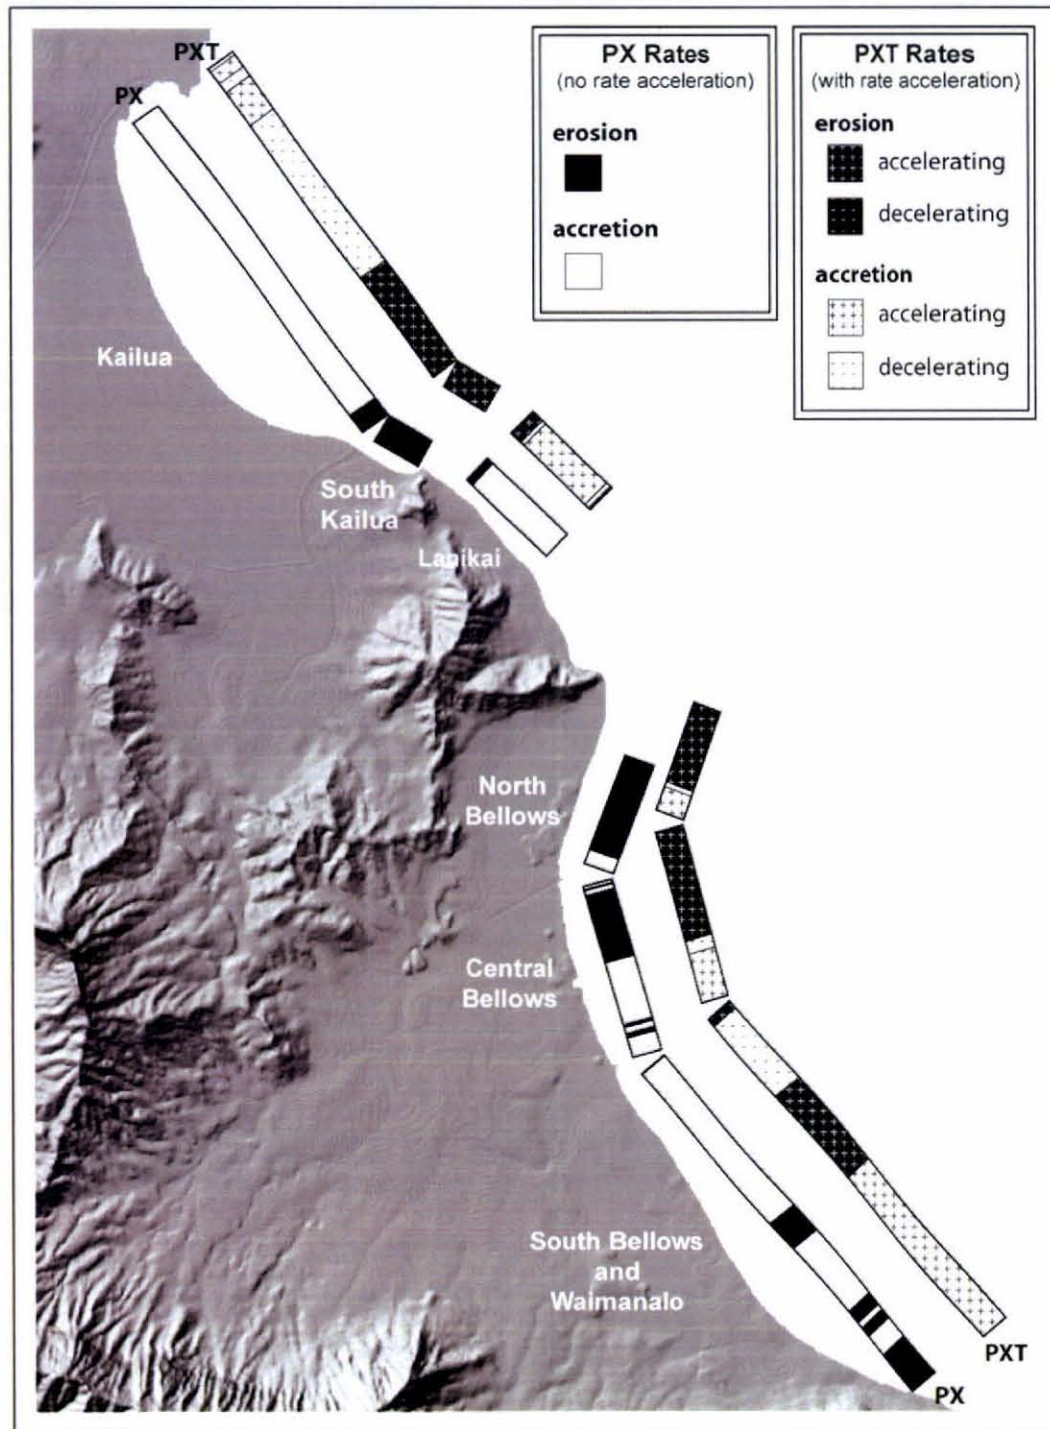 PXT
PX
PX Rates
(no rate acceleration)
erosion
accretion
PXT Rates
(with rate acceleration)
erosion
accelerating
decelerating
accretion
accelerating
decelerating
Kailua
South
Kailua
Lanikai
North
Bellows
Central
Bellows
South Bellows
and
Waimanalo
PXT
PX